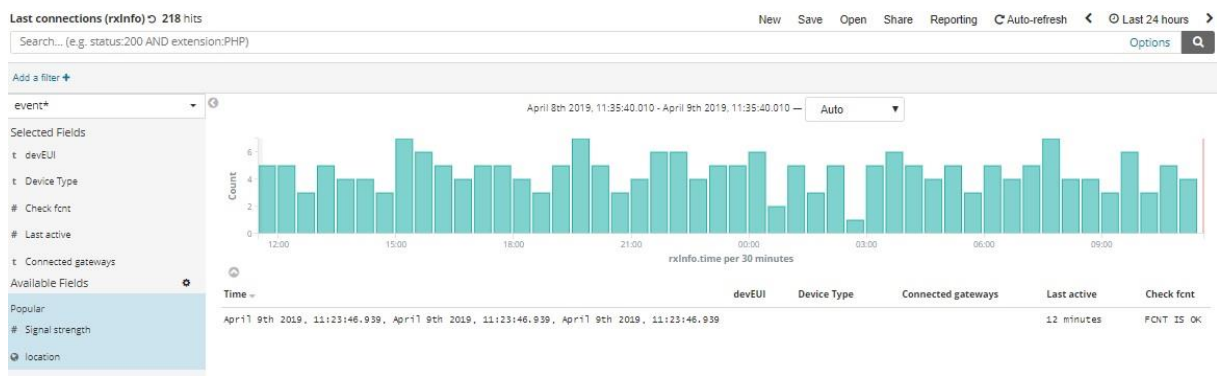 Last connections (rxInfo) 218 hits
New Save Open Share Reporting Auto-refresh Last 24 hours
Search... (e.g. status:200 AND extension:PHP)
Options
Add a filter +
event*
April 8th 2019, 11:35:40.010 - April 9th 2019, 11:35:40.010 — Auto
Selected Fields
t devEUI
t Device Type
# Check fcnt
# Last active
t Connected gateways
Available Fields
Popular
# Signal strength
location
Count
6
4
2
0
12:00 15:00 18:00 21:00 00:00 03:00 06:00 09:00
rxInfo.time per 30 minutes
Time devEUI Device Type Connected gateways Last active Check fcnt
April 9th 2019, 11:23:46.939, April 9th 2019, 11:23:46.939, April 9th 2019, 11:23:46.939 12 minutes FCNT IS OK